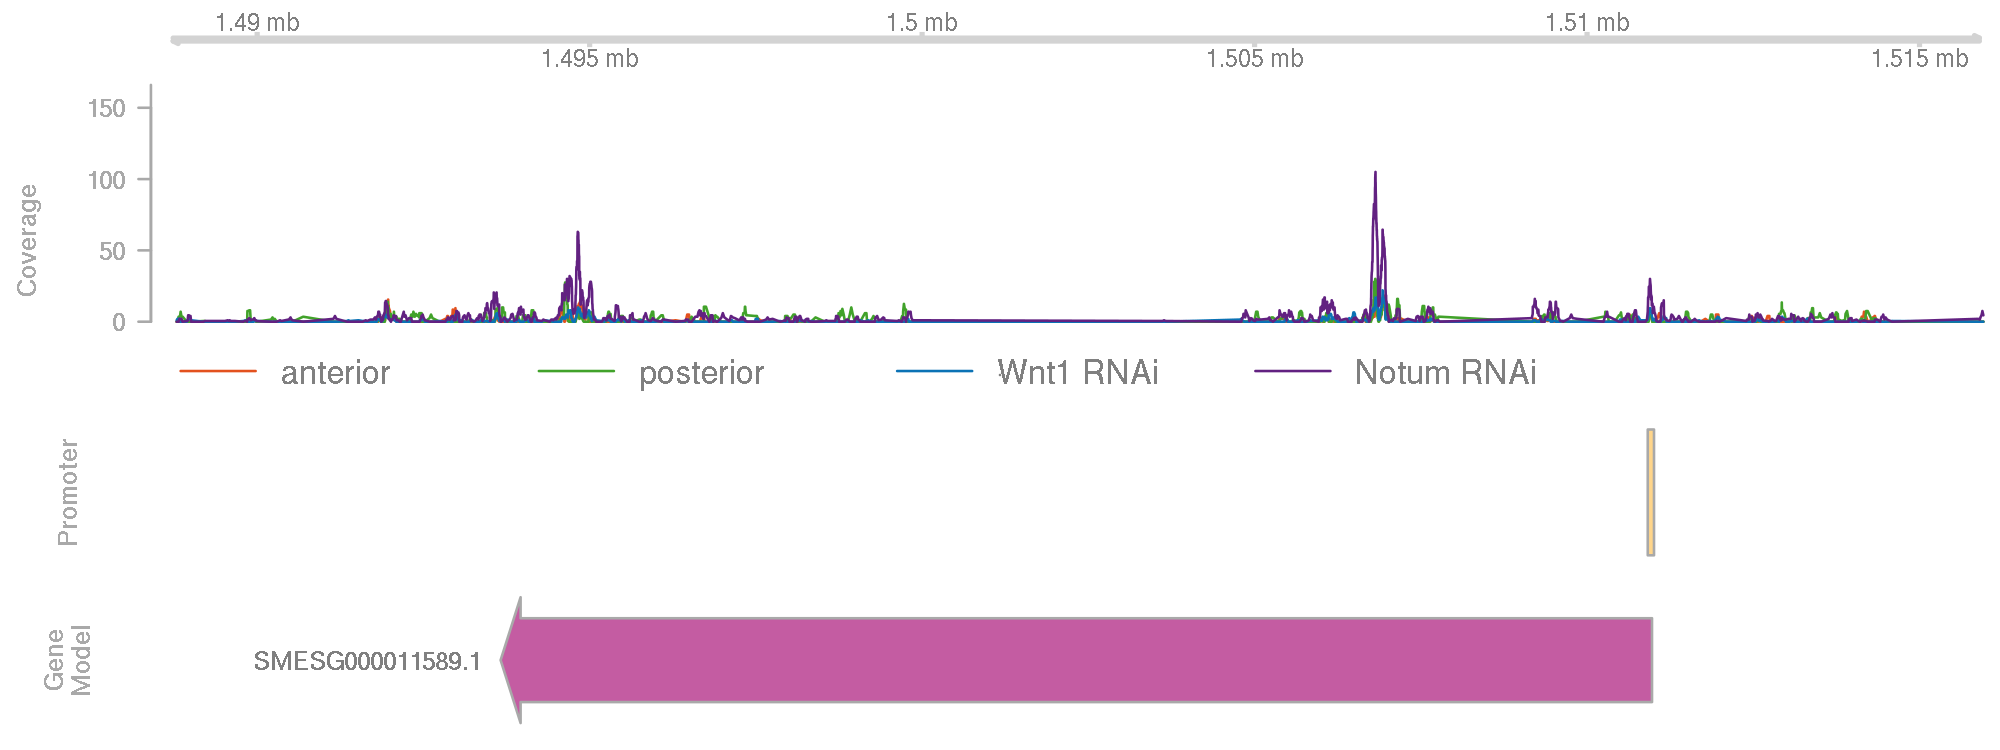 1.49 mb 1.5 mb 1.51 mb
1.495 mb 1.505 mb 1.515 mb
Coverage
150
100
50
0
anterior posterior Wnt1 RNAi Notum RNAi
Promoter
Gene
Model
SMESG000011589.1